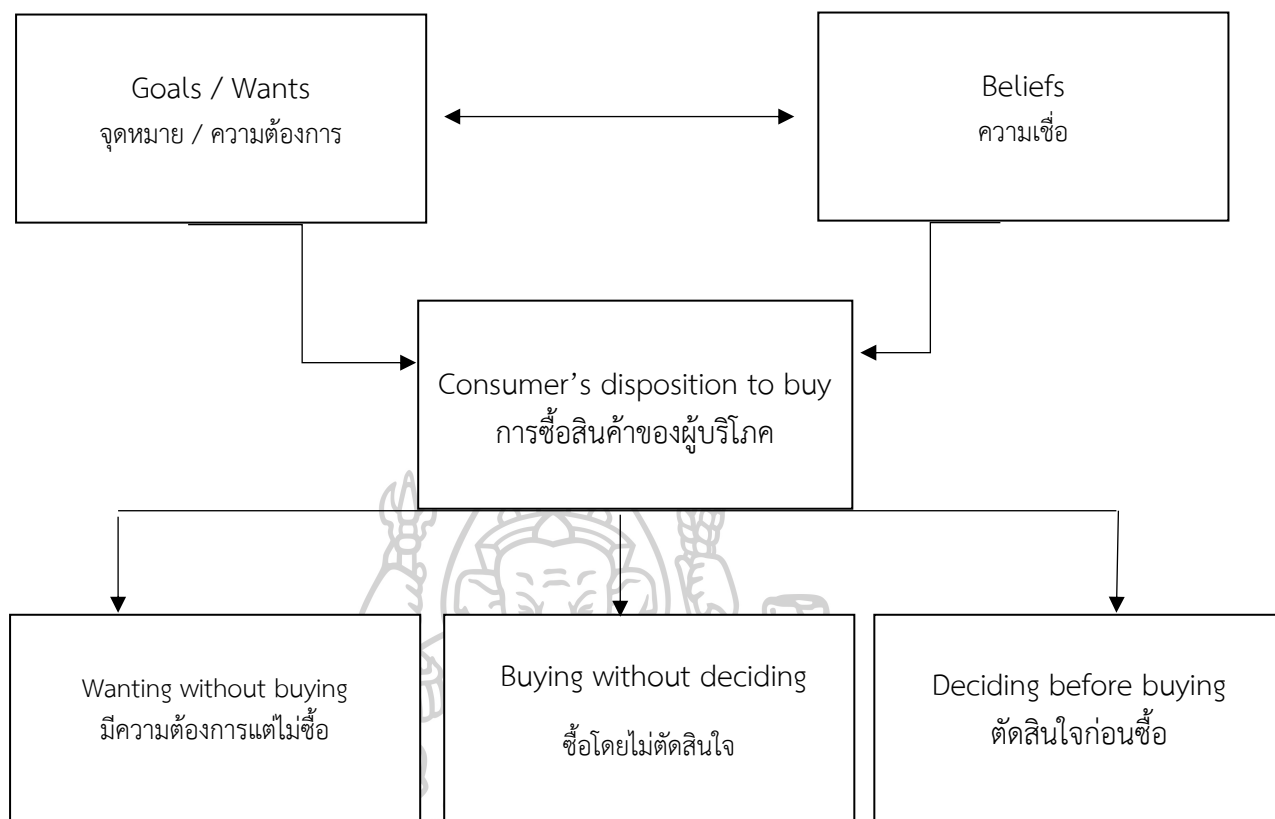 Goals / Wants
จุดหมาย / ความต้องการ
Beliefs
ความเชื่อ
Consumer’s disposition to buy
การซื้อสินค้าของผู้บริโภค
Wanting without buying
มีความต้องการแต่ไม่ซื้อ
Buying without deciding
ซื้อโดยไม่ตัดสินใจ
Deciding before buying
ตัดสินใจก่อนซื้อ